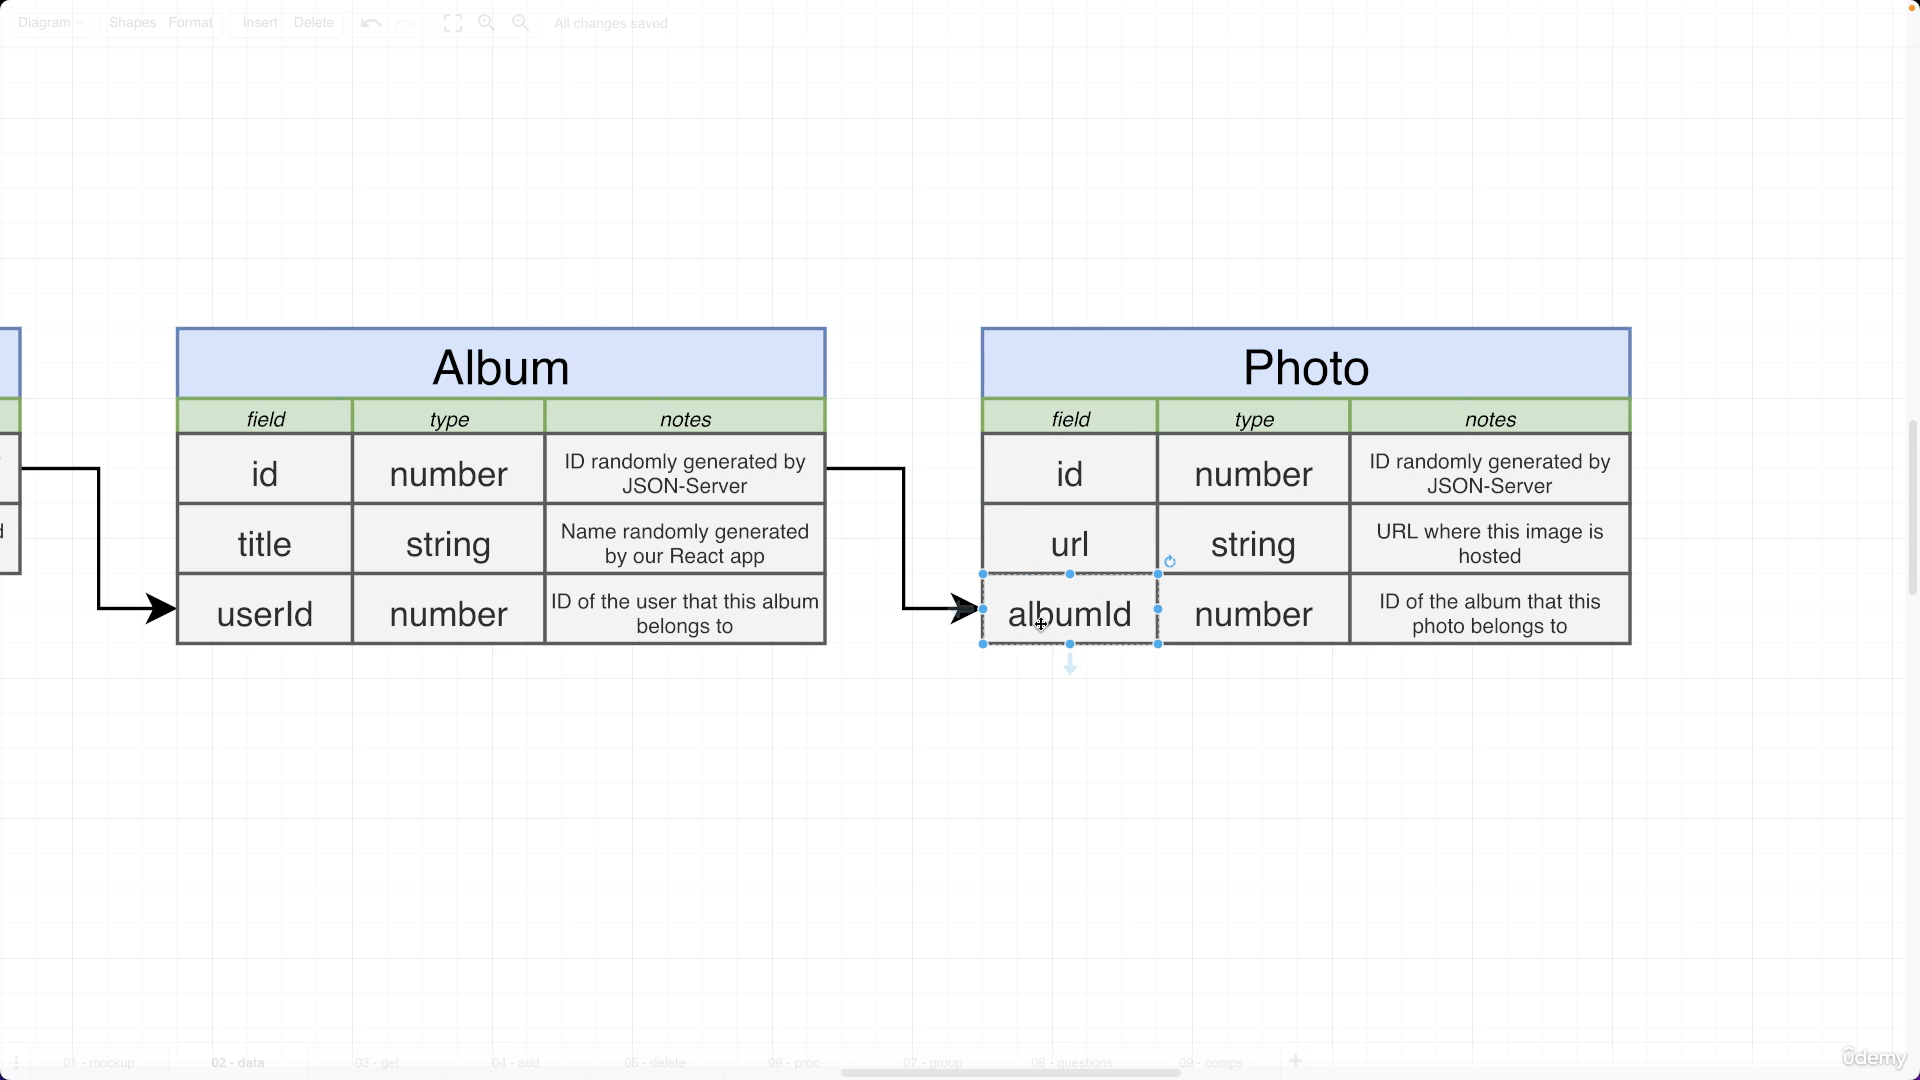 Diagram Shapes Format Insert Delete All changes saved
Album
field type notes
id number ID randomly generated by
JSON-Server
title string Name randomly generated
by our React app
userId number ID of the user that this album
belongs to
Photo
field type notes
id number ID randomly generated by
JSON-Server
url string URL where this image is
hosted
albumId number ID of the album that this
photo belongs to
01 - mockup 02 - data 03 - get 04 - add 05 - delete 06 - proc 07 - group 08 - questions 09 - comps
ûdemy